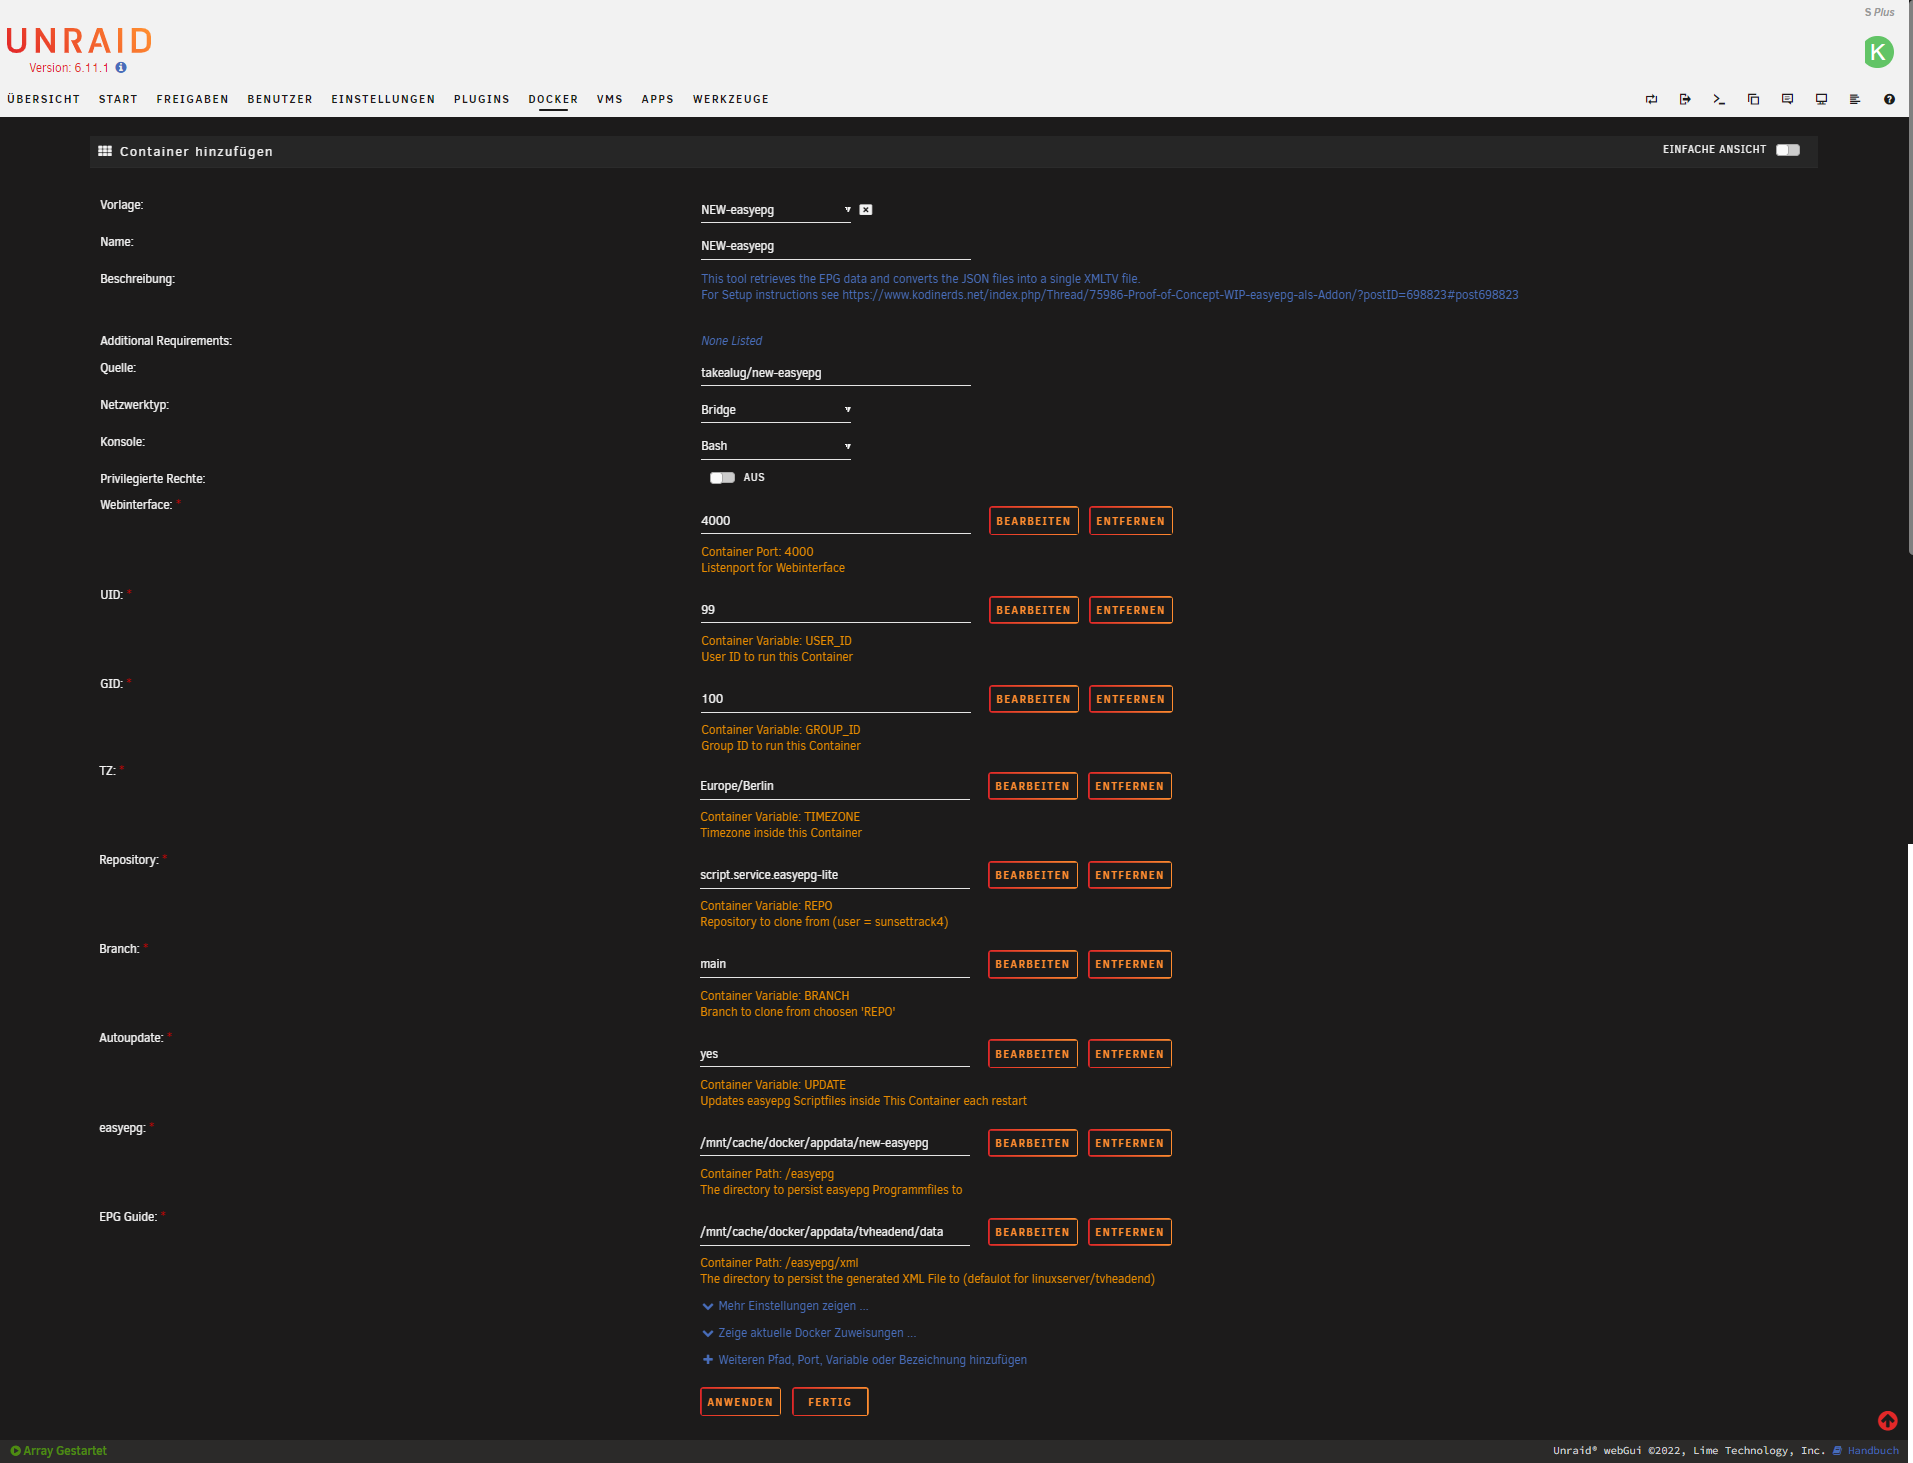 S Plus
UNRAID
K
Version: 6.11.1
ÜBERSICHT START FREIGABEN BENUTZER EINSTELLUNGEN PLUGINS DOCKER VMS APPS WERKZEUGE
Container hinzufügen
EINFACHE ANSICHT
Vorlage:
NEW-easyepg
Name:
NEW-easyepg
Beschreibung:
This tool retrieves the EPG data and converts the JSON files into a single XMLTV file.
For Setup instructions see https://www.kodinerds.net/index.php/Thread/75986-Proof-of-Concept-WIP-easyepg-als-Addon/?postID=698823#post698823
Additional Requirements:
None Listed
Quelle:
takealug/new-easyepg
Netzwerktyp:
Bridge
Konsole:
Bash
Privilegierte Rechte:
AUS
Webinterface: *
4000 BEARBEITEN ENTFERNEN
Container Port: 4000
Listenport for Webinterface
UID: *
99 BEARBEITEN ENTFERNEN
Container Variable: USER_ID
User ID to run this Container
GID: *
100 BEARBEITEN ENTFERNEN
Container Variable: GROUP_ID
Group ID to run this Container
TZ: *
Europe/Berlin BEARBEITEN ENTFERNEN
Container Variable: TIMEZONE
Timezone inside this Container
Repository: *
script.service.easyepg-lite BEARBEITEN ENTFERNEN
Container Variable: REPO
Repository to clone from (user = sunsettrack4)
Branch: *
main BEARBEITEN ENTFERNEN
Container Variable: BRANCH
Branch to clone from choosen 'REPO'
Autoupdate: *
yes BEARBEITEN ENTFERNEN
Container Variable: UPDATE
Updates easyepg Scriptfiles inside This Container each restart
easyepg: *
/mnt/cache/docker/appdata/new-easyepg BEARBEITEN ENTFERNEN
Container Path: /easyepg
The directory to persist easyepg Programmfiles to
EPG Guide: *
/mnt/cache/docker/appdata/tvheadend/data BEARBEITEN ENTFERNEN
Container Path: /easyepg/xml
The directory to persist the generated XML File to (defaulot for linuxserver/tvheadend)
Mehr Einstellungen zeigen ...
Zeige aktuelle Docker Zuweisungen ...
Weiteren Pfad, Port, Variable oder Bezeichnung hinzufügen
ANWENDEN FERTIG
Array Gestartet
Unraid® webGui ©2022, Lime Technology, Inc. Handbuch